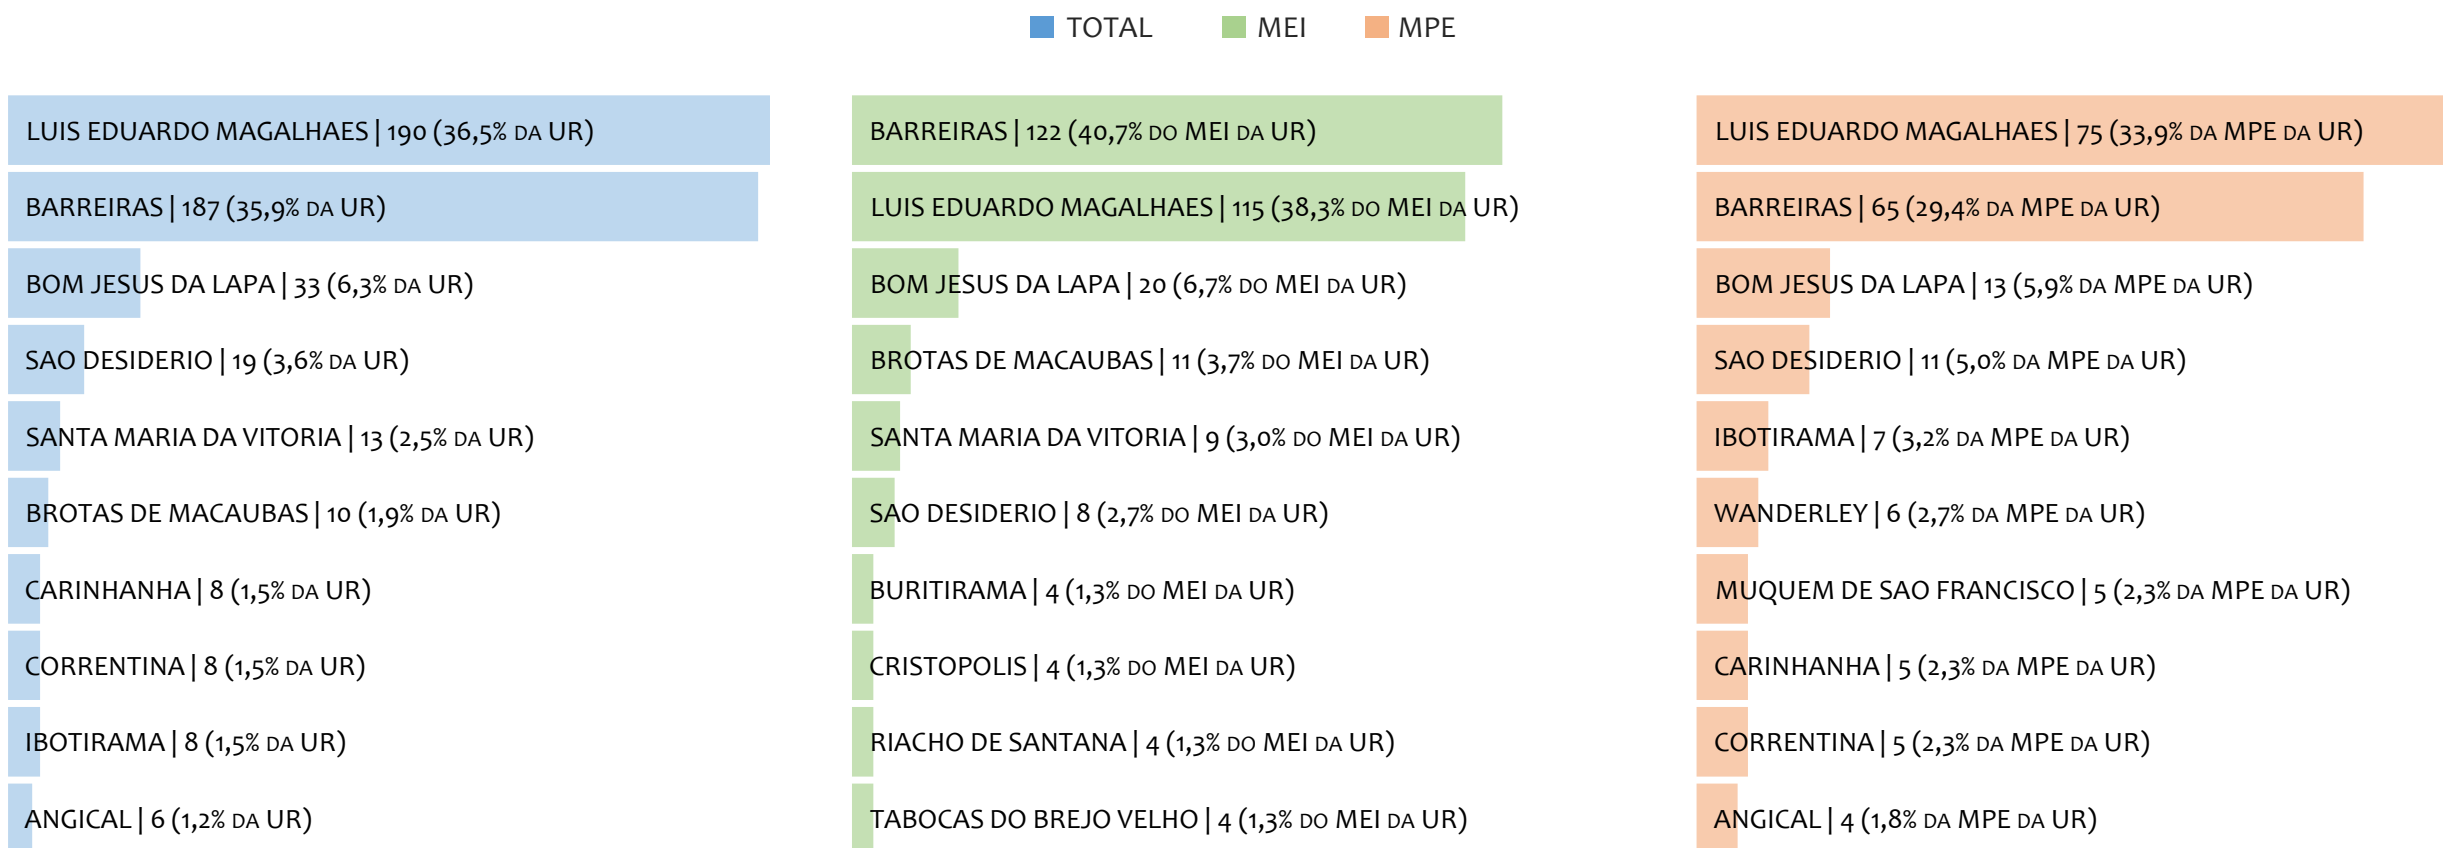 TOTAL MEI MPE
LUIS EDUARDO MAGALHAES | 190 (36,5% DA UR)
BARREIRAS | 187 (35,9% DA UR)
BOM JESUS DA LAPA | 33 (6,3% DA UR)
SAO DESIDERIO | 19 (3,6% DA UR)
SANTA MARIA DA VITORIA | 13 (2,5% DA UR)
BROTAS DE MACAUBAS | 10 (1,9% DA UR)
CARINHANHA | 8 (1,5% DA UR)
CORRENTINA | 8 (1,5% DA UR)
IBOTIRAMA | 8 (1,5% DA UR)
ANGICAL | 6 (1,2% DA UR)
BARREIRAS | 122 (40,7% DO MEI DA UR)
LUIS EDUARDO MAGALHAES | 115 (38,3% DO MEI DA UR)
BOM JESUS DA LAPA | 20 (6,7% DO MEI DA UR)
BROTAS DE MACAUBAS | 11 (3,7% DO MEI DA UR)
SANTA MARIA DA VITORIA | 9 (3,0% DO MEI DA UR)
SAO DESIDERIO | 8 (2,7% DO MEI DA UR)
BURITIRAMA | 4 (1,3% DO MEI DA UR)
CRISTOPOLIS | 4 (1,3% DO MEI DA UR)
RIACHO DE SANTANA | 4 (1,3% DO MEI DA UR)
TABOCAS DO BREJO VELHO | 4 (1,3% DO MEI DA UR)
LUIS EDUARDO MAGALHAES | 75 (33,9% DA MPE DA UR)
BARREIRAS | 65 (29,4% DA MPE DA UR)
BOM JESUS DA LAPA | 13 (5,9% DA MPE DA UR)
SAO DESIDERIO | 11 (5,0% DA MPE DA UR)
IBOTIRAMA | 7 (3,2% DA MPE DA UR)
WANDERLEY | 6 (2,7% DA MPE DA UR)
MUQUEM DE SAO FRANCISCO | 5 (2,3% DA MPE DA UR)
CARINHANHA | 5 (2,3% DA MPE DA UR)
CORRENTINA | 5 (2,3% DA MPE DA UR)
ANGICAL | 4 (1,8% DA MPE DA UR)